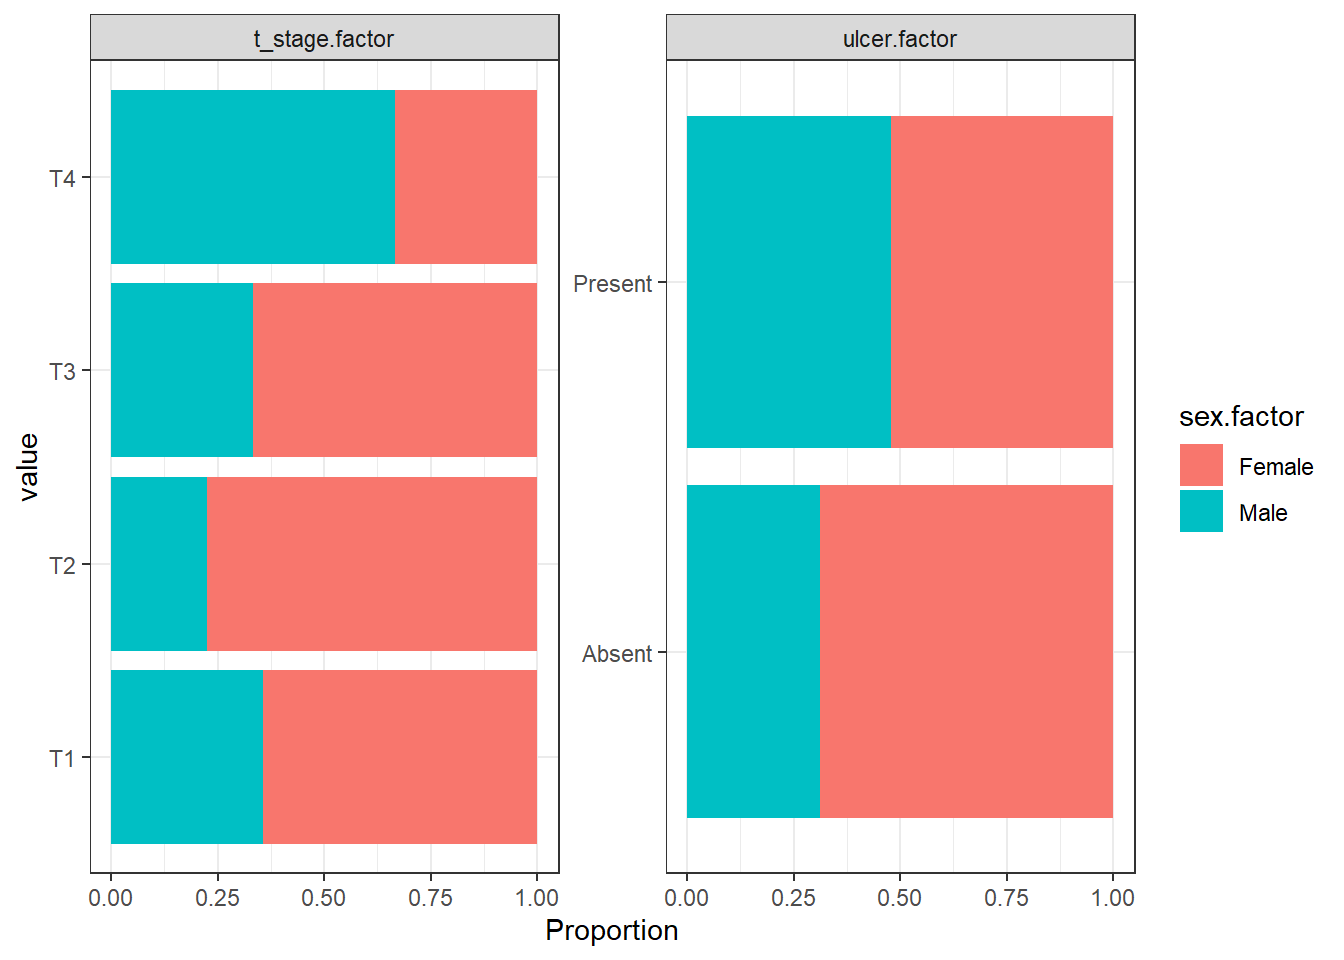 t_stage.factor
ulcer.factor
value
T4
T3
T2
T1
Present
Absent
0.00 0.25 0.50 0.75 1.00
0.00 0.25 0.50 0.75 1.00
Proportion
sex.factor
Female
Male